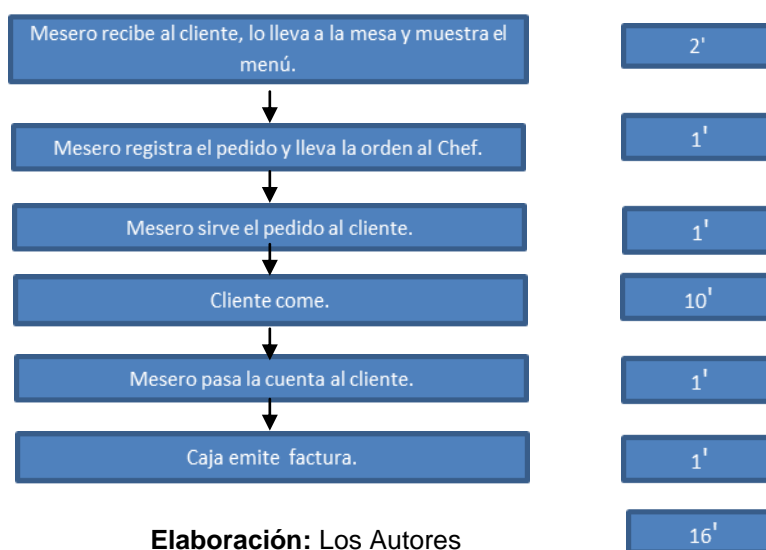 Mesero recibe al cliente, lo lleva a la mesa y muestra el
menú.
2'
Mesero registra el pedido y lleva la orden al Chef.
1'
Mesero sirve el pedido al cliente.
1'
Cliente come.
10'
Mesero pasa la cuenta al cliente.
1'
Caja emite factura.
1'
Elaboración: Los Autores
16'